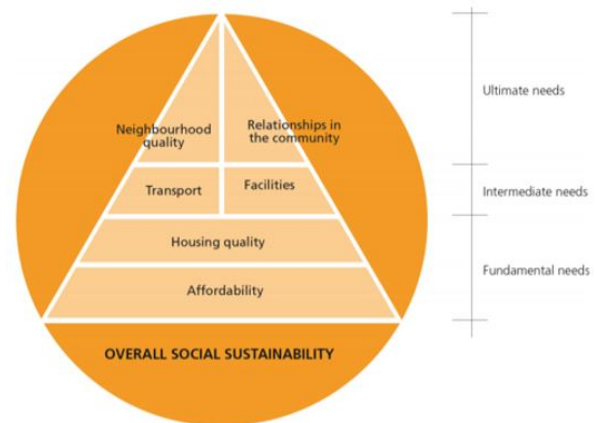 Neighbourhood
quality
Relationships in
the community
Ultimate needs
Transport
Facilities
Intermediate needs
Housing quality
Affordability
Fundamental needs
OVERALL SOCIAL SUSTAINABILITY